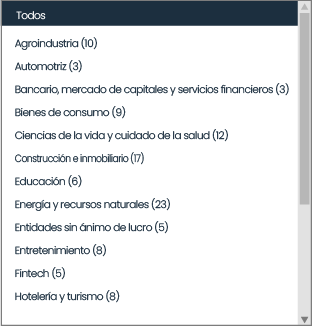 Todos
Agroindustria (10)
Automotriz (3)
Bancario, mercado de capitales y servicios financieros (3)
Bienes de consumo (9)
Ciencias de la vida y cuidado de la salud (12)
Construcción e inmobiliario (17)
Educación (6)
Energía y recursos naturales (23)
Entidades sin ánimo de lucro (5)
Entretenimiento (8)
Fintech (5)
Hotelería y turismo (8)